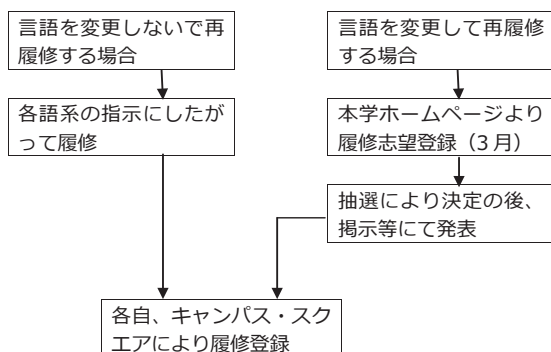 言語を変更しないで再
履修する場合
各語系の指示にしたが
って履修
言語を変更して再履修
する場合
本学ホームページより
履修志望登録（3月）
抽選により決定の後、
掲示等にて発表
各自、キャンパス・スク
エアにより履修登録